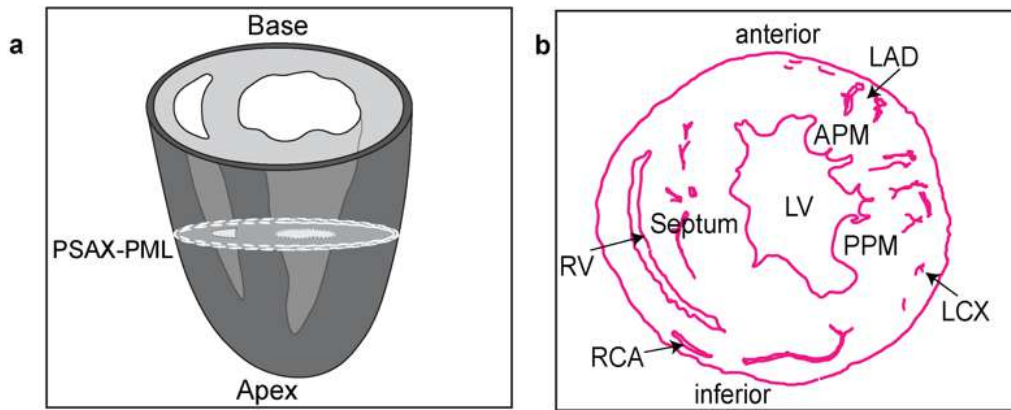 a
Base
PSAX-PML
Apex
b
anterior
LAD
APM
LV
Septum
PPM
RV
LCX
RCA
inferior